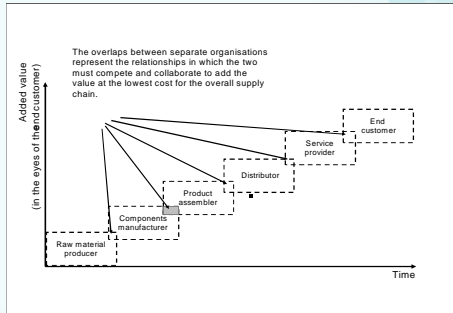 The overlaps between separate organisations
represent the relationships in which the two
must compete and collaborate to add the
value at the lowest cost for the overall supply
chain.
Added value
(in the eyes of the endcustomer)
End
customer
Service
provider
Distributor
Product
assembler
Components
manufacturer
Raw material
producer
Time